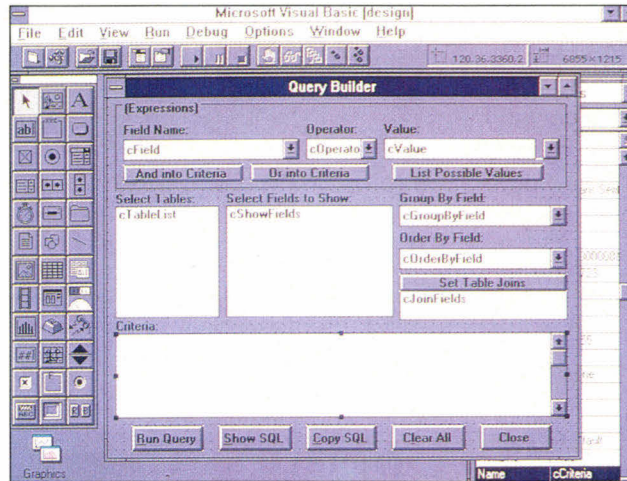 Microsoft Visual Basic [design]
File Edit View Run Debug Options Window Help
6855×1215
Query Builder
(Expressions)
Field Name: Operator: Value:
cField cOperato cValue
And into Criteria Or into Criteria List Possible Values
Select Tables: Select Fields to Show: Group By Field:
cTableList cShowFields cGroupByField
Order By Field:
cOrderByField
Set Table Joins
cJoinFields
Criteria:
Run Query Show SQL Copy SQL Clear All Close
Graphics
Name cCriteria